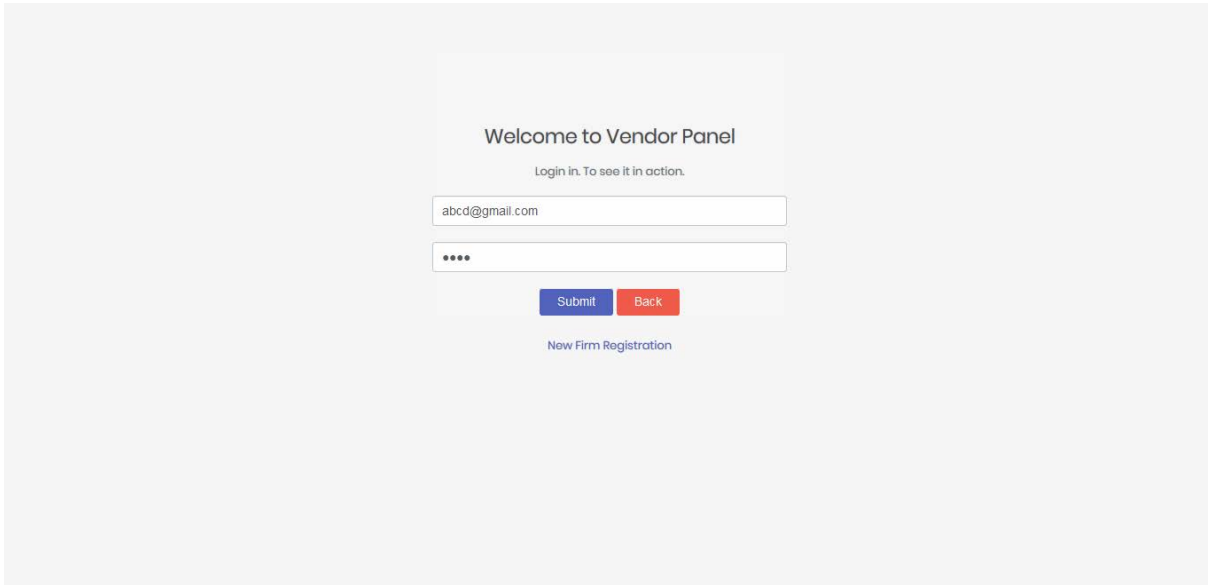 Welcome to Vendor Panel
Login in. To see it in action.
abcd@gmail.com
••••
Submit Back
New Firm Registration